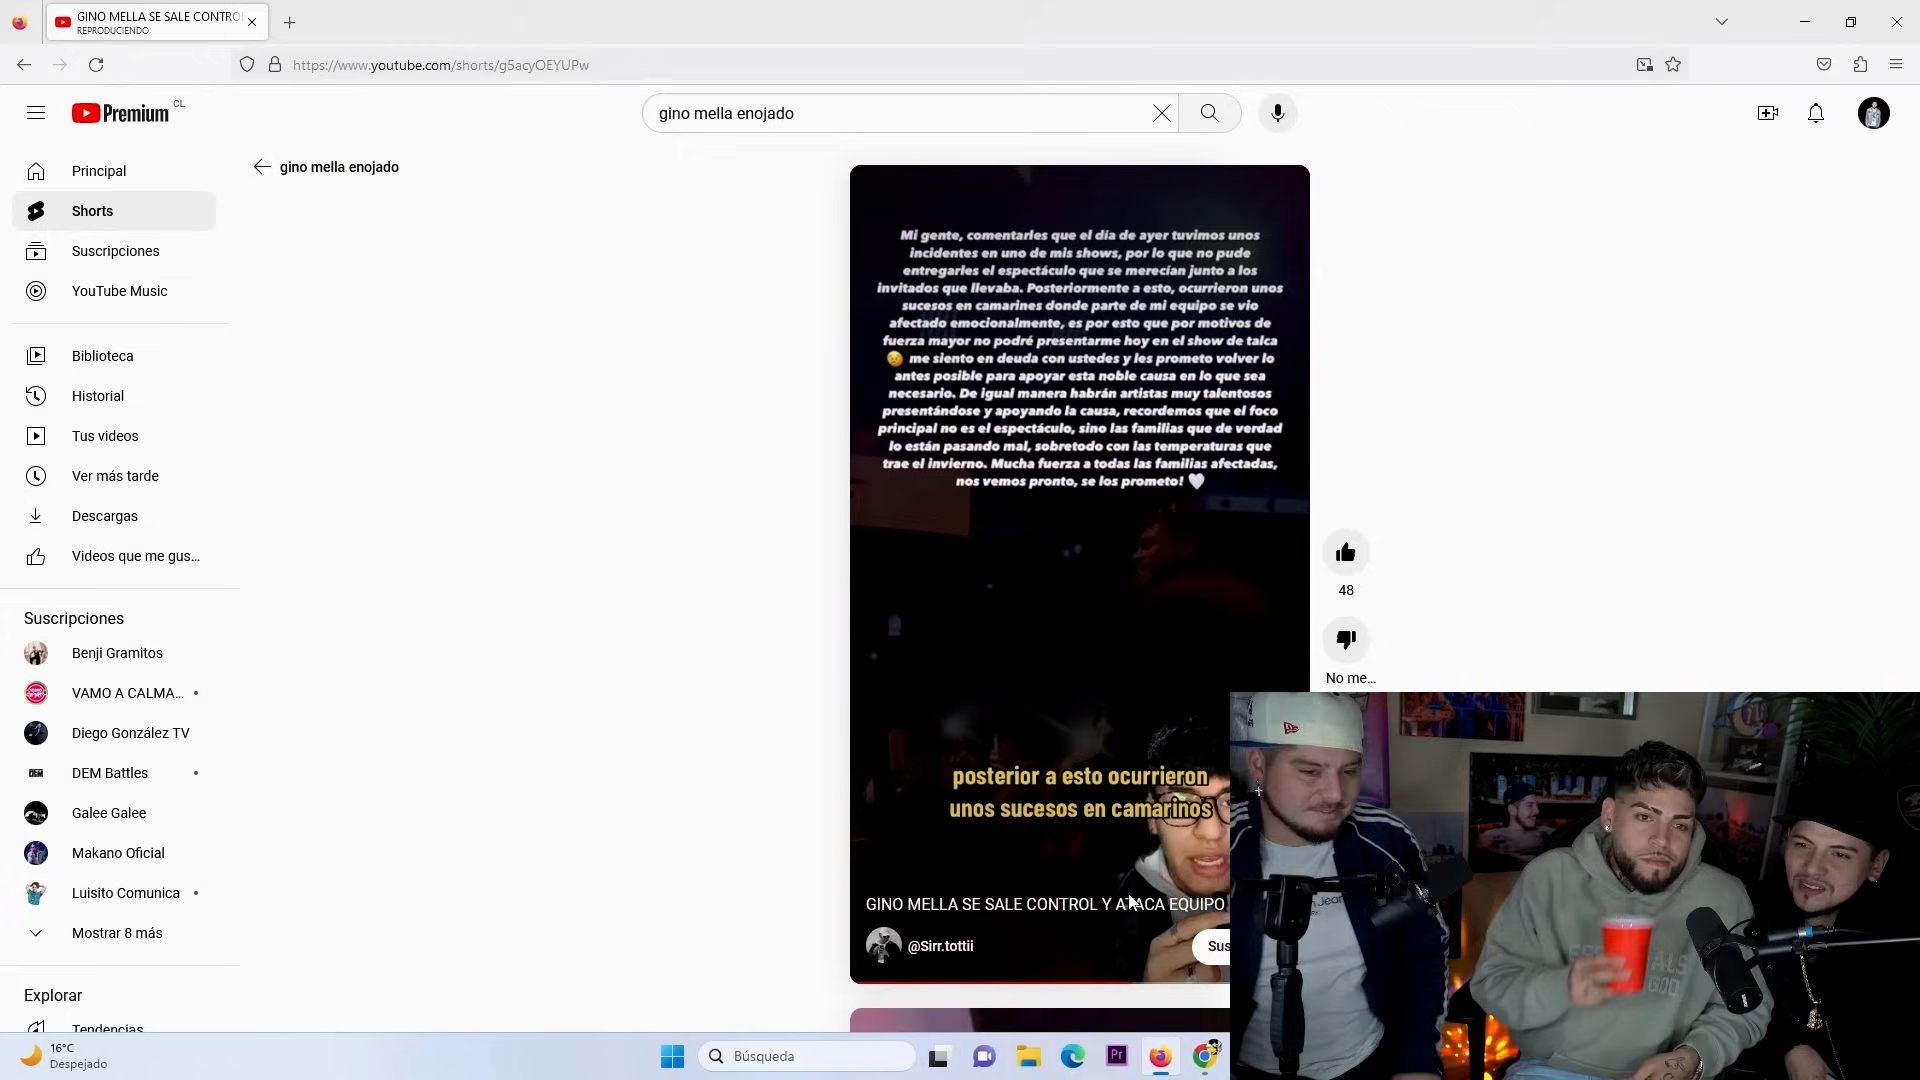 GINO MELLA SE SALE CONTRO
REPRODUCIENDO
https://www.youtube.com/shorts/g5acyOEYUPw
Premium CL
gino mella enojado
gino mella enojado
Principal
Shorts
Suscripciones
YouTube Music
Biblioteca
Historial
Tus videos
Ver más tarde
Descargas
Videos que me gus...
Suscripciones
Benji Gramitos
VAMO A CALMA...
Diego González TV
DEM Battles
Galee Galee
Makano Oficial
Luisito Comunica
Mostrar 8 más
Explorar
Tendencias
Mi gente, comentarles que el día de ayer tuvimos unos
incidentes en uno de mis shows, por lo que no pude
entregarles el espectáculo que se merecían junto a los
invitados que llevaba. Posteriormente a esto, ocurrieron unos
sucesos en camarines donde parte de mi equipo se vio
afectado emocionalmente, es por esto que por motivos de
fuerza mayor no podré presentarme hoy en el show de talca
😢 me siento en deuda con ustedes y les prometo volver lo
antes posible para apoyar esta noble causa en lo que sea
necesario. De igual manera habrán artistas muy talentosos
presentándose y apoyando la causa, recordemos que el foco
principal no es el espectáculo, sino las familias que de verdad
lo están pasando mal, sobretodo con las temperaturas que
trae el invierno. Mucha fuerza a todas las familias afectadas,
nos vemos pronto, se los prometo! 🤍
posterior a esto ocurrieron
unos sucesos en camarinos
GINO MELLA SE SALE CONTROL Y ATACA EQUIPO
@Sirr.tottii
Sus
48
No me...
16°C
Despejado
Búsqueda
Pr